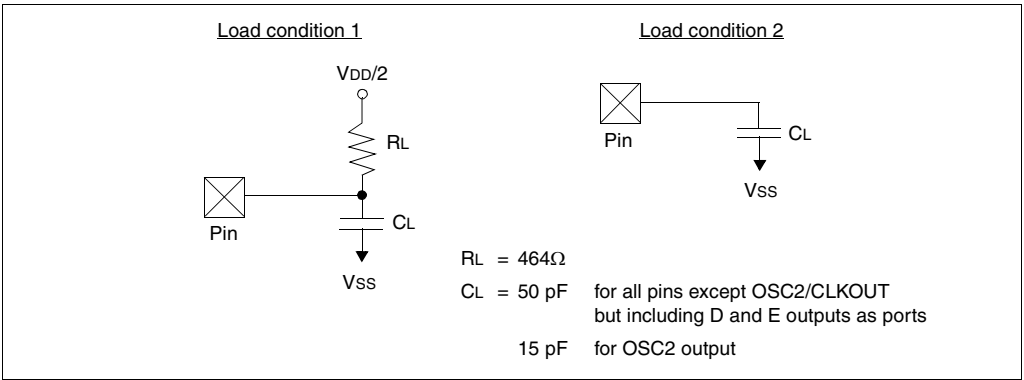 Load condition 1
VDD/2
RL
Pin
CL
VSS
Load condition 2
Pin
CL
VSS
RL = 464Ω
CL = 50 pF for all pins except OSC2/CLKOUT
but including D and E outputs as ports
15 pF for OSC2 output